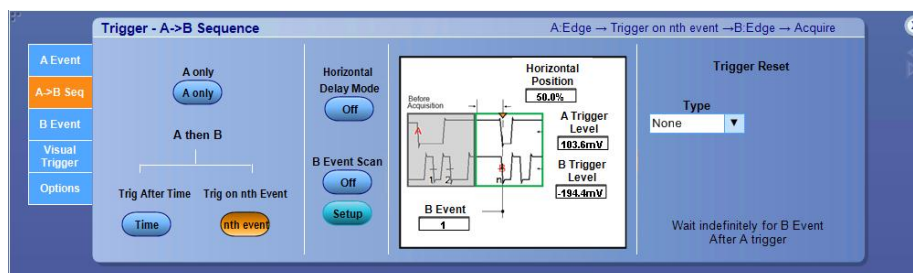 Trigger - A->B Sequence
A:Edge → Trigger on nth event →B:Edge → Acquire
A Event
A->B Seq
B Event
Visual
Trigger
Options
A only
A only
A then B
Trig After Time
Trig on nth Event
Time
nth event
Horizontal
Delay Mode
Off
B Event Scan
Off
Setup
Before
Acquisition
Horizontal
Position
50.0%
A
A Trigger
Level
103.6mV
B Trigger
Level
-194.4mV
1
2
n
B Event
1
Trigger Reset
Type
None
Wait indefinitely for B Event
After A trigger